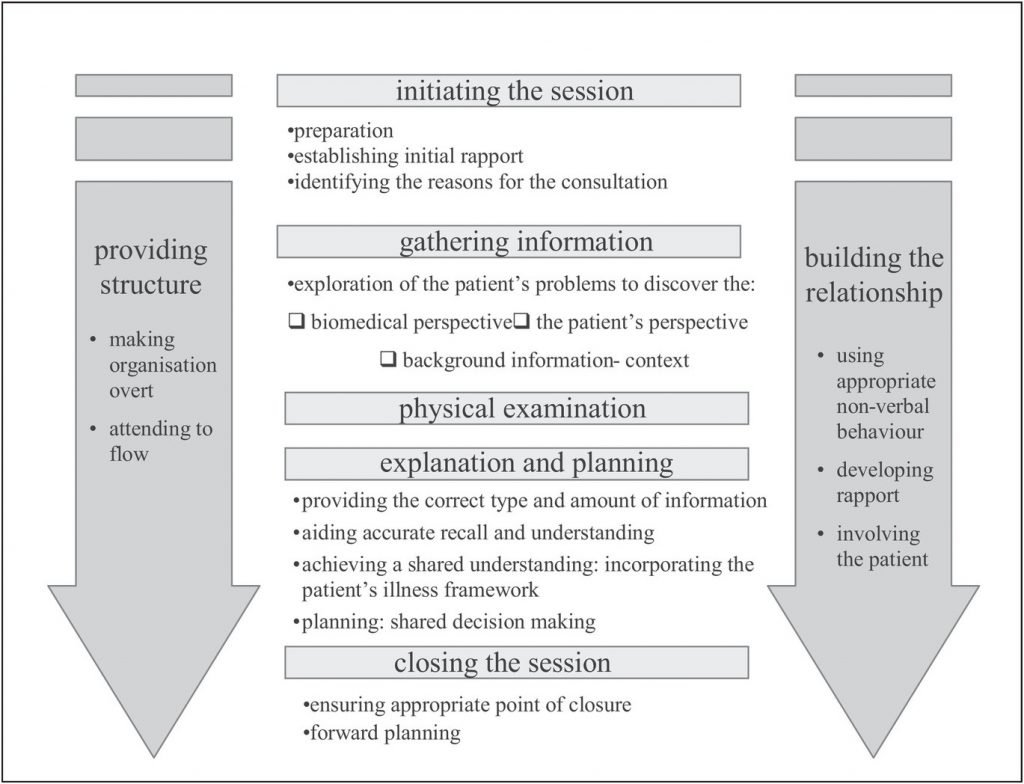 initiating the session
•preparation
•establishing initial rapport
•identifying the reasons for the consultation
providing
structure
• making
organisation
overt
• attending to
flow
gathering information
•exploration of the patient’s problems to discover the:
❑ biomedical perspective❑ the patient’s perspective
❑ background information- context
physical examination
explanation and planning
•providing the correct type and amount of information
•aiding accurate recall and understanding
•achieving a shared understanding: incorporating the
patient’s illness framework
•planning: shared decision making
closing the session
•ensuring appropriate point of closure
•forward planning
building the
relationship
• using
appropriate
non-verbal
behaviour
• developing
rapport
• involving
the patient